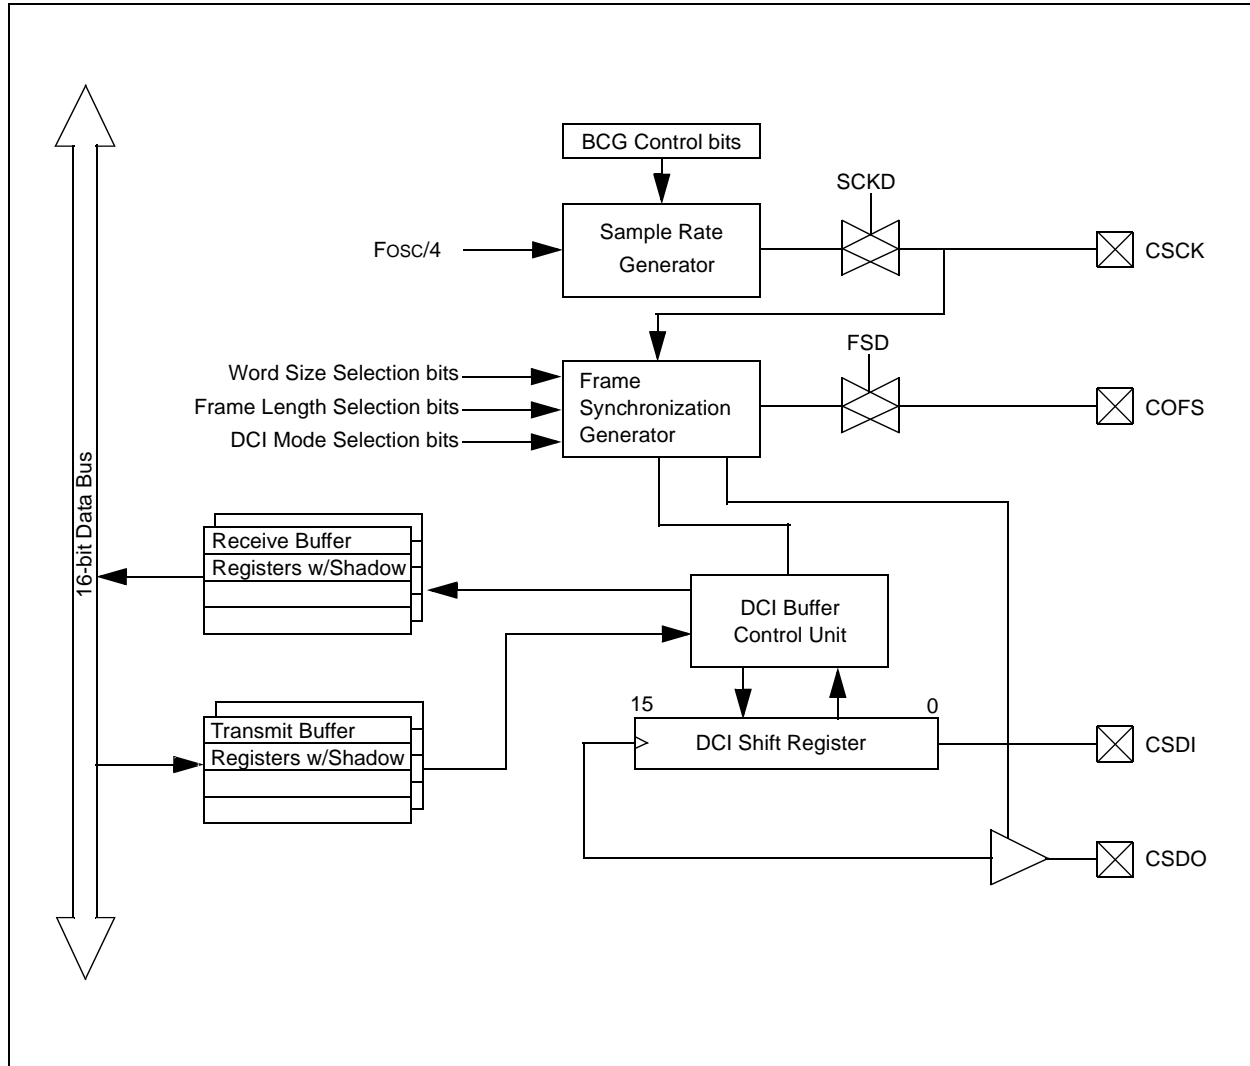 BCG Control bits
SCKD
Sample Rate
Generator
FOSC/4
CSCK
FSD
Word Size Selection bits
Frame Length Selection bits
DCI Mode Selection bits
Frame
Synchronization
Generator
COFS
16-bit Data Bus
Receive Buffer
Registers w/Shadow
DCI Buffer
Control Unit
15
0
Transmit Buffer
Registers w/Shadow
DCI Shift Register
CSDI
CSDO